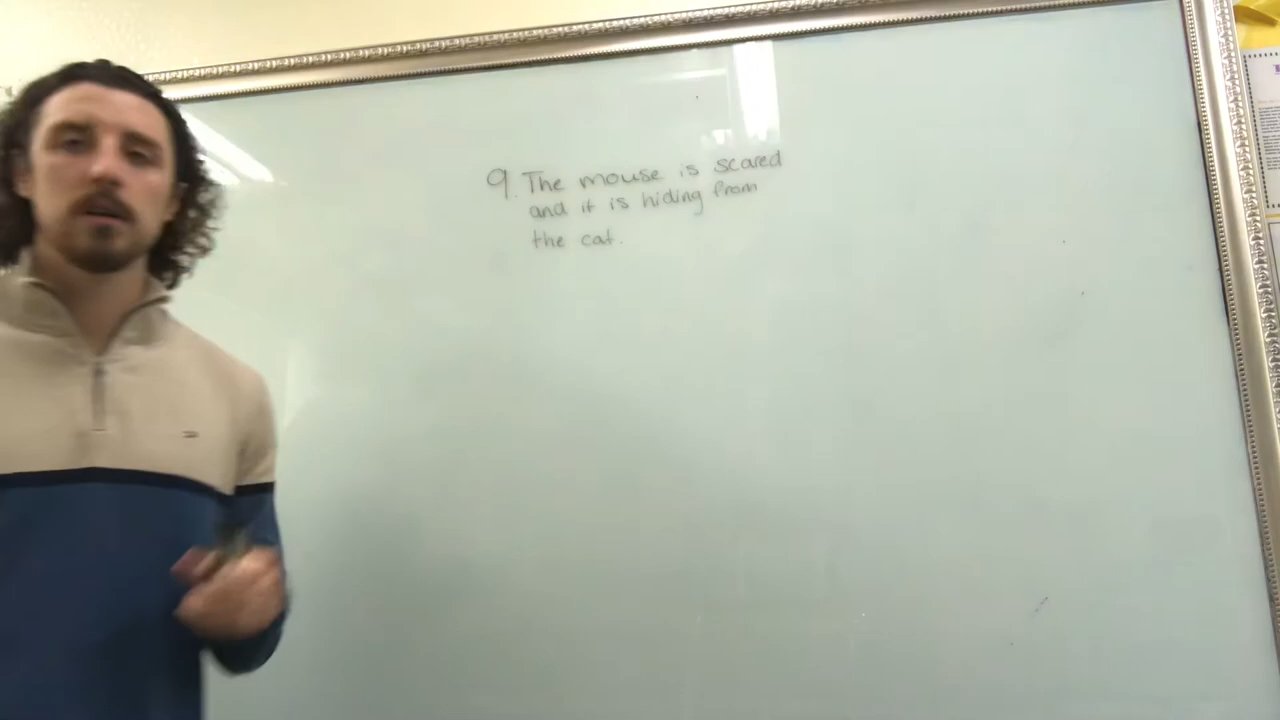 9. The mouse is scared
and it is hiding from
the cat.